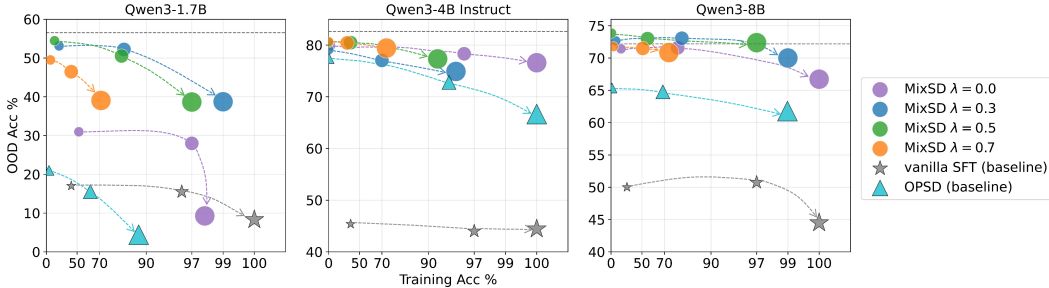 Qwen3-1.7B
Qwen3-4B Instruct
Qwen3-8B
OOD Acc %
60
50
40
30
20
10
0
0 50 70 90 97 99 100
80
70
60
50
40
0 50 70 90 97 99 100
75
70
65
60
55
50
45
40
0 50 70 90 97 99 100
Training Acc %
MixSD λ = 0.0
MixSD λ = 0.3
MixSD λ = 0.5
MixSD λ = 0.7
vanilla SFT (baseline)
OPSD (baseline)